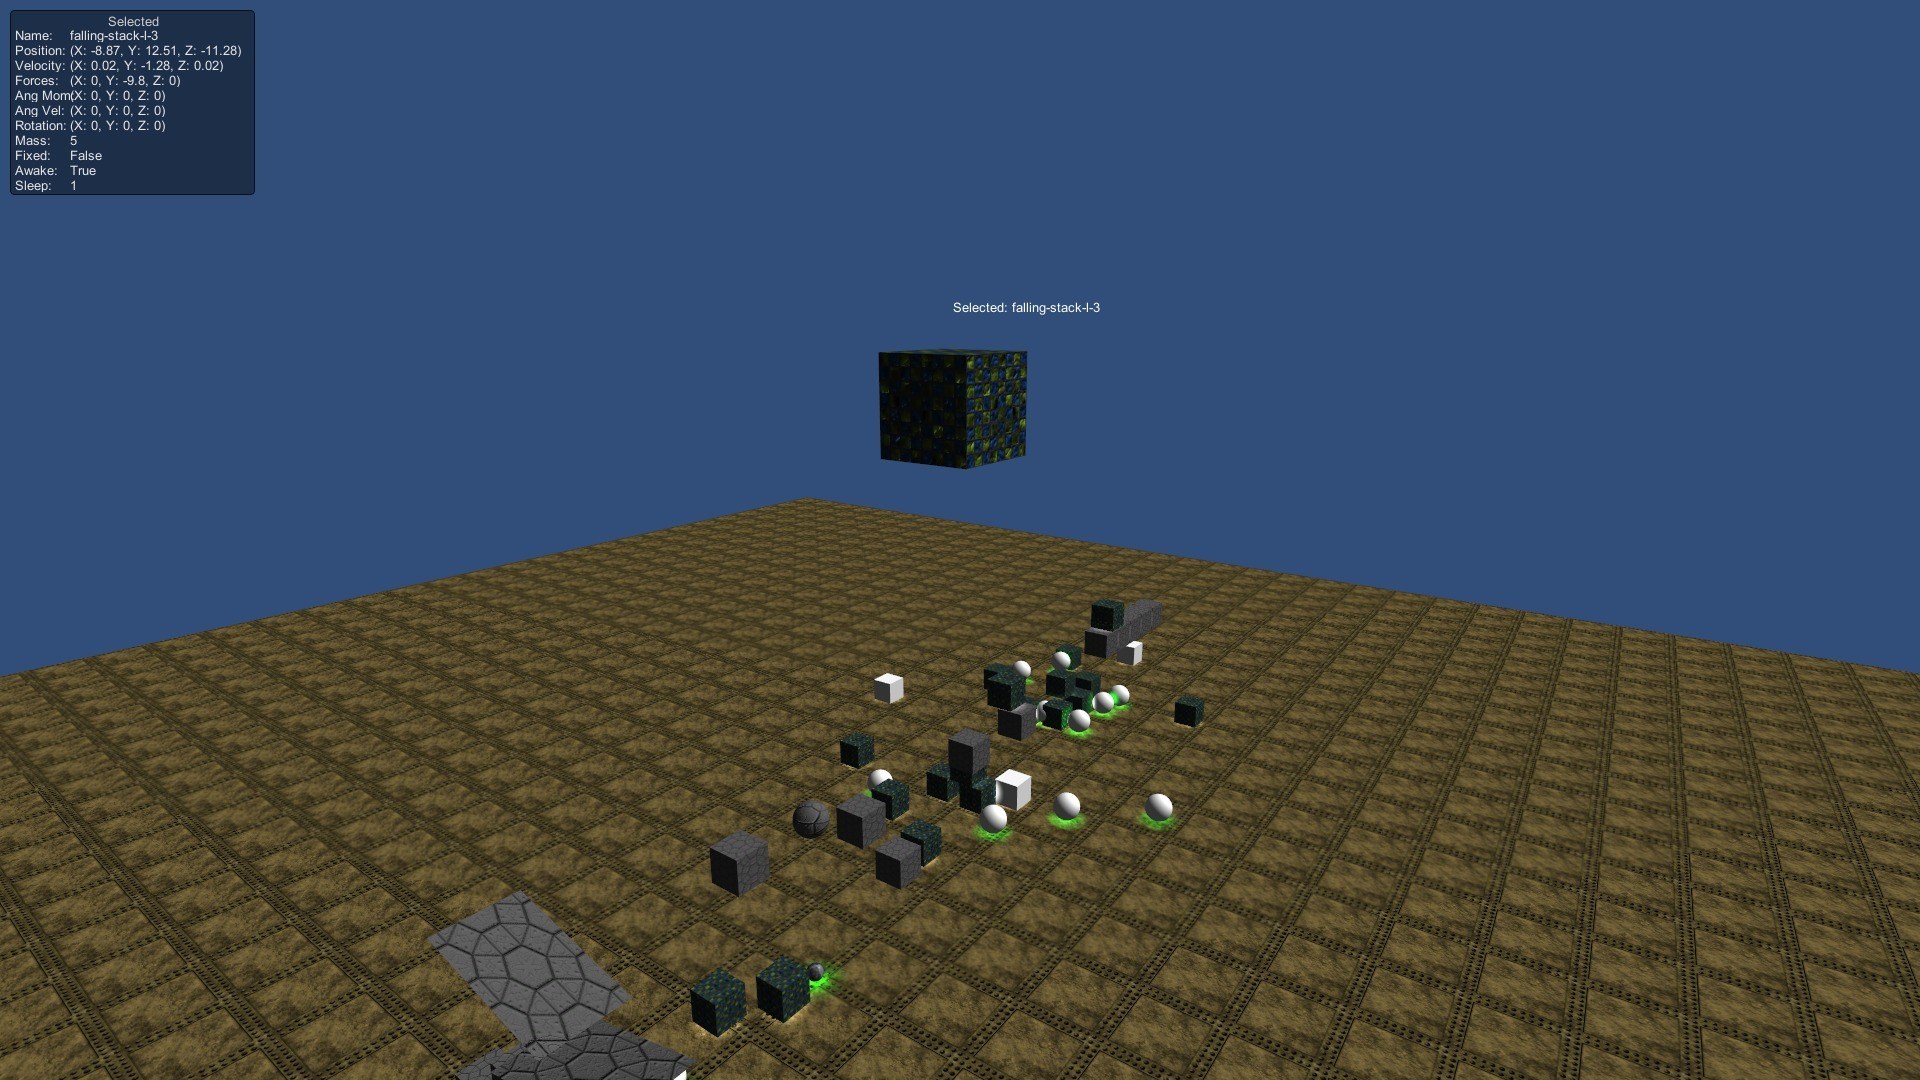 Selected
Name: falling-stack-l-3
Position: (X: -8.87, Y: 12.51, Z: -11.28)
Velocity: (X: 0.02, Y: -1.28, Z: 0.02)
Forces: (X: 0, Y: -9.8, Z: 0)
Ang Mom(X: 0, Y: 0, Z: 0)
Ang Vel: (X: 0, Y: 0, Z: 0)
Rotation: (X: 0, Y: 0, Z: 0)
Mass: 5
Fixed: False
Awake: True
Sleep: 1
Selected: falling-stack-l-3